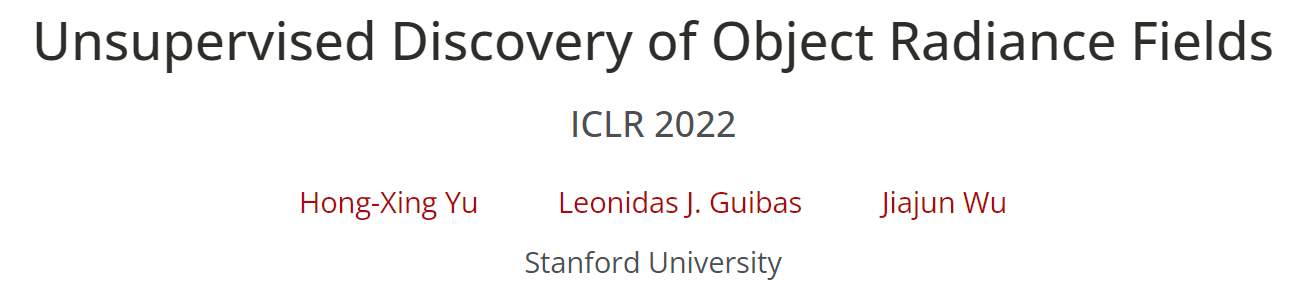 Unsupervised Discovery of Object Radiance Fields
ICLR 2022
Hong-Xing Yu Leonidas J. Guibas Jiajun Wu
Stanford University